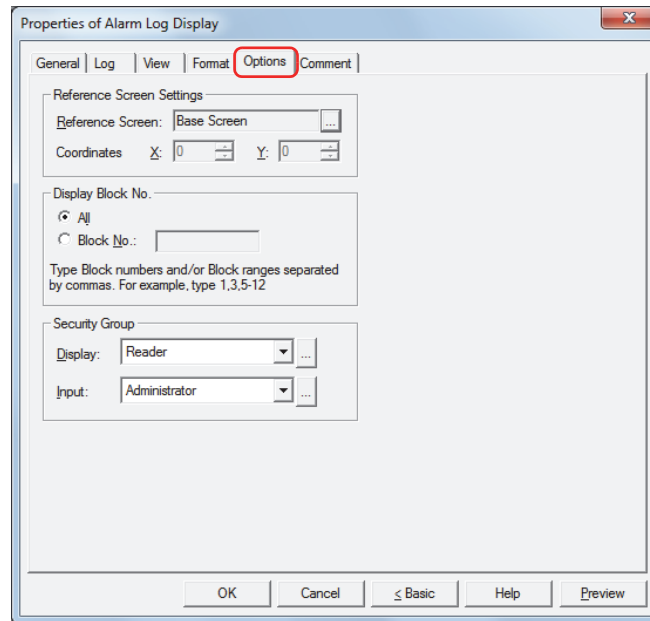 Properties of Alarm Log Display
X
General Log View Format Options Comment
Reference Screen Settings
Reference Screen: Base Screen ...
Coordinates X: 0 Y: 0
Display Block No.
All
Block No.:
Type Block numbers and/or Block ranges separated
by commas. For example, type 1,3,5-12
Security Group
Display: Reader ...
Input: Administrator ...
OK Cancel < Basic Help Preview